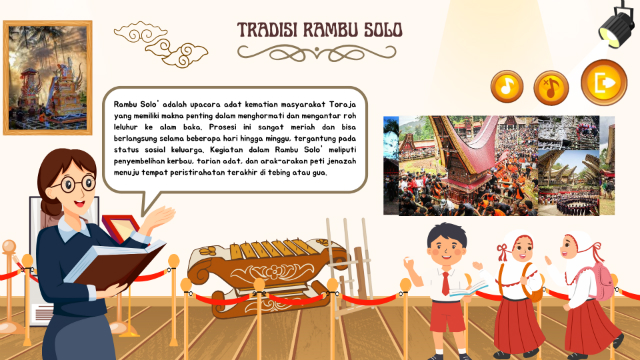 TRADISI RAMBU SOLO
Rambu Solo' adalah upacara adat kematian masyarakat Toraja
yang memiliki makna penting dalam menghormati dan mengantar roh
leluhur ke alam baka. Prosesi ini sangat meriah dan bisa
berlangsung selama beberapa hari hingga minggu, tergantung pada
status sosial keluarga. Kegiatan dalam Rambu Solo' meliputi
penyembelihan kerbau, tarian adat, dan arak-arakan peti jenazah
menuju tempat peristirahatan terakhir di tebing atau gua.